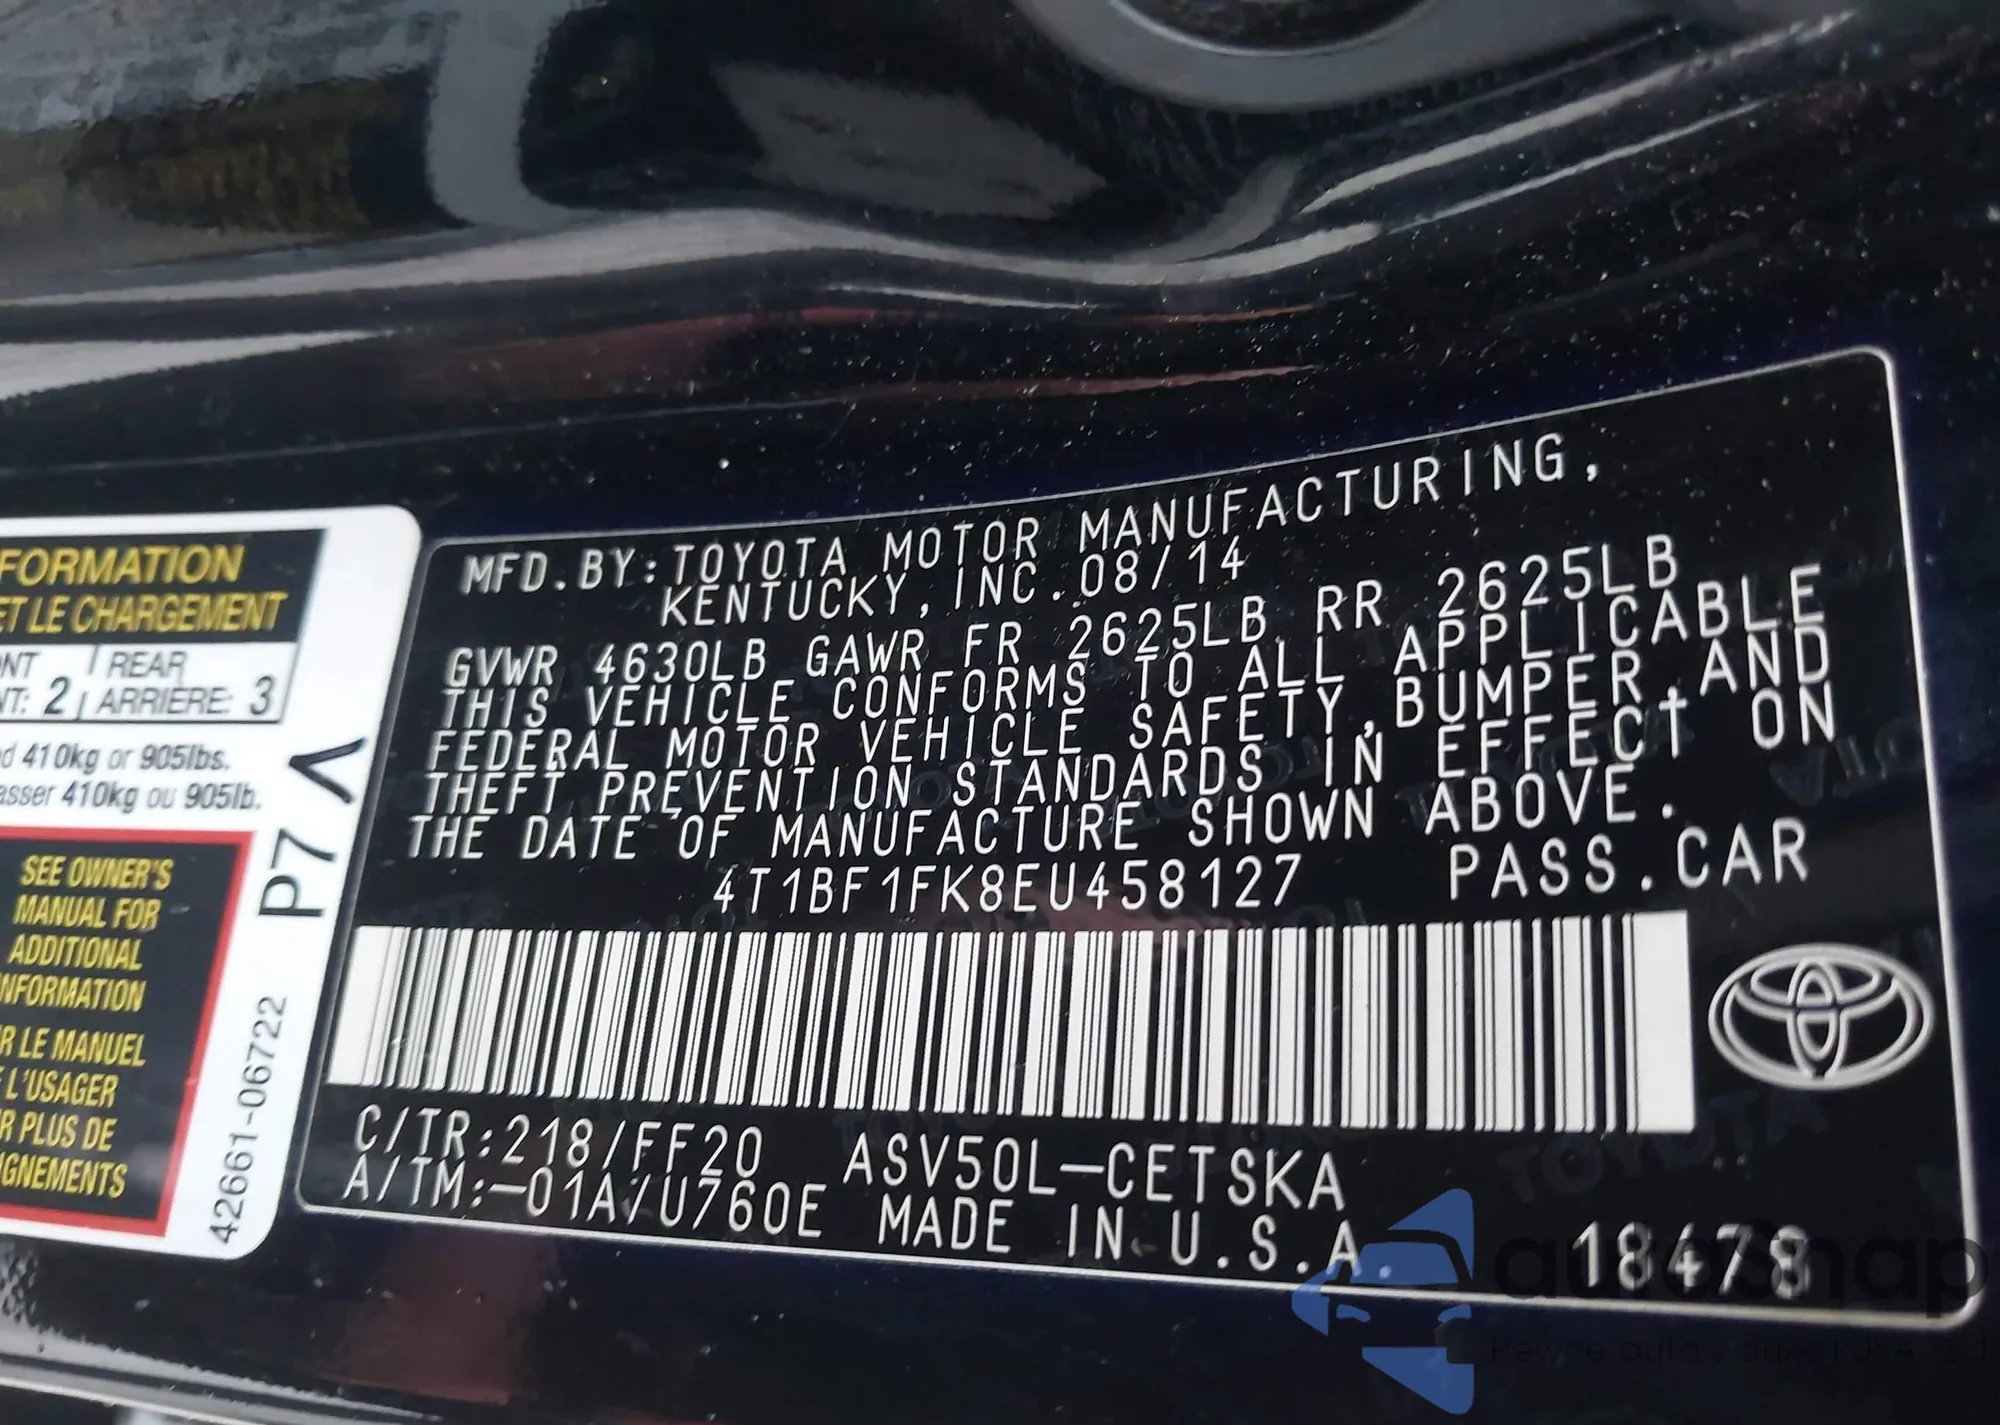 FORMATION
ET LE CHARGEMENT
NT REAR
NT: 2 ARRIÈRE: 3
d 410kg or 905lbs.
asser 410kg ou 905lb.
SEE OWNER'S
MANUAL FOR
ADDITIONAL
NFORMATION
R LE MANUEL
L'USAGER
R PLUS DE
IGNEMENTS
42661-06722
P7
MFD.BY:TOYOTA MOTOR MANUFACTURING,
KENTUCKY, INC. 08/14
GVWR 4630LB GAWR FR 2625LB RR 2625LB
THIS VEHICLE CONFORMS TO ALL APPLICABLE
FEDERAL MOTOR VEHICLE SAFETY,BUMPER,AND
THEFT PREVENTION STANDARDS IN EFFECT ON
THE DATE OF MANUFACTURE SHOWN ABOVE.
4T1BF1FK8EU458127 PASS.CAR
C/TR:218/FF20 ASV50L-CETSKA
A/TM:-01A/U760E MADE IN U.S.A.
18478
autosnap